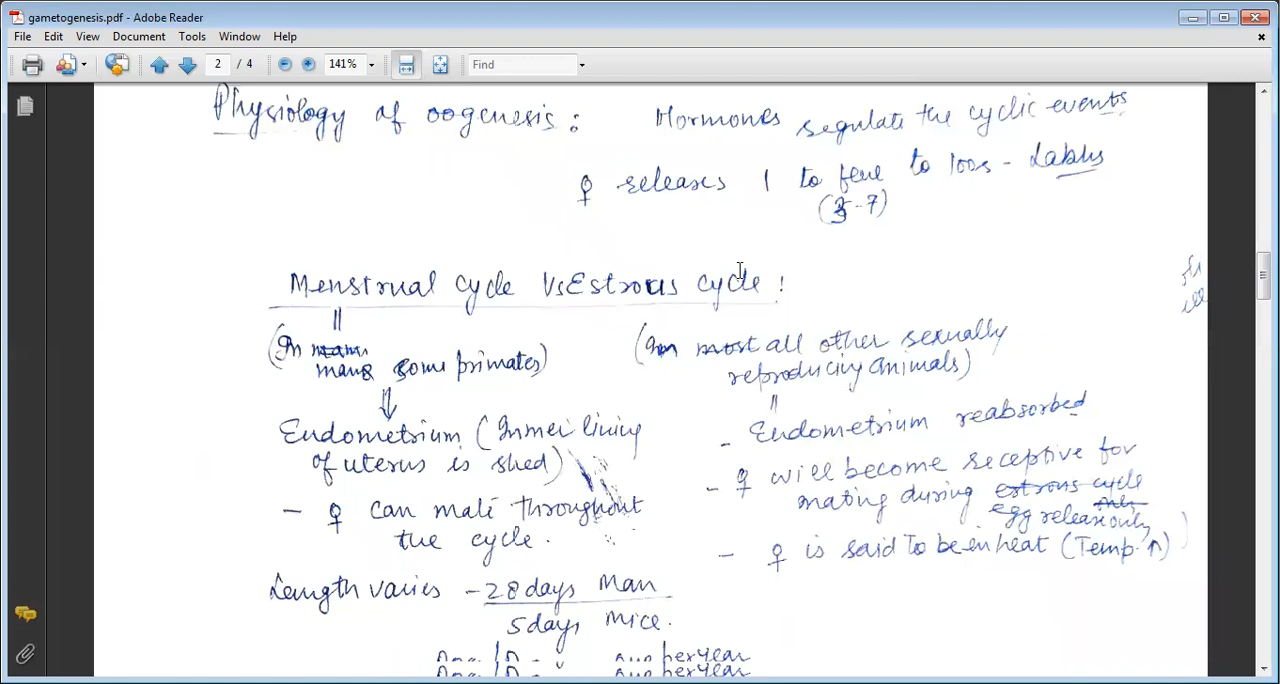 gametogenesis.pdf - Adobe Reader
File Edit View Document Tools Window Help
2 / 4 141% Find
Physiology of oogenesis : Hormones regulate the cyclic events
♀ releases 1 to few to 100s -
(3-7)
Menstrual cycle Vs Estrous cycle :
(In some primates) (In most all other sexually
reproducing animals)
Endometrium (Inner lining
of uterus is shed)
- Endometrium reabsorbed
- ♀ can mate throughout
the cycle.
- ♀ will become receptive for
mating during estrous cycle
egg release only
- ♀ is said to be in heat (Temp. ↑)
Length varies - 28 days Man
5 days Mice.